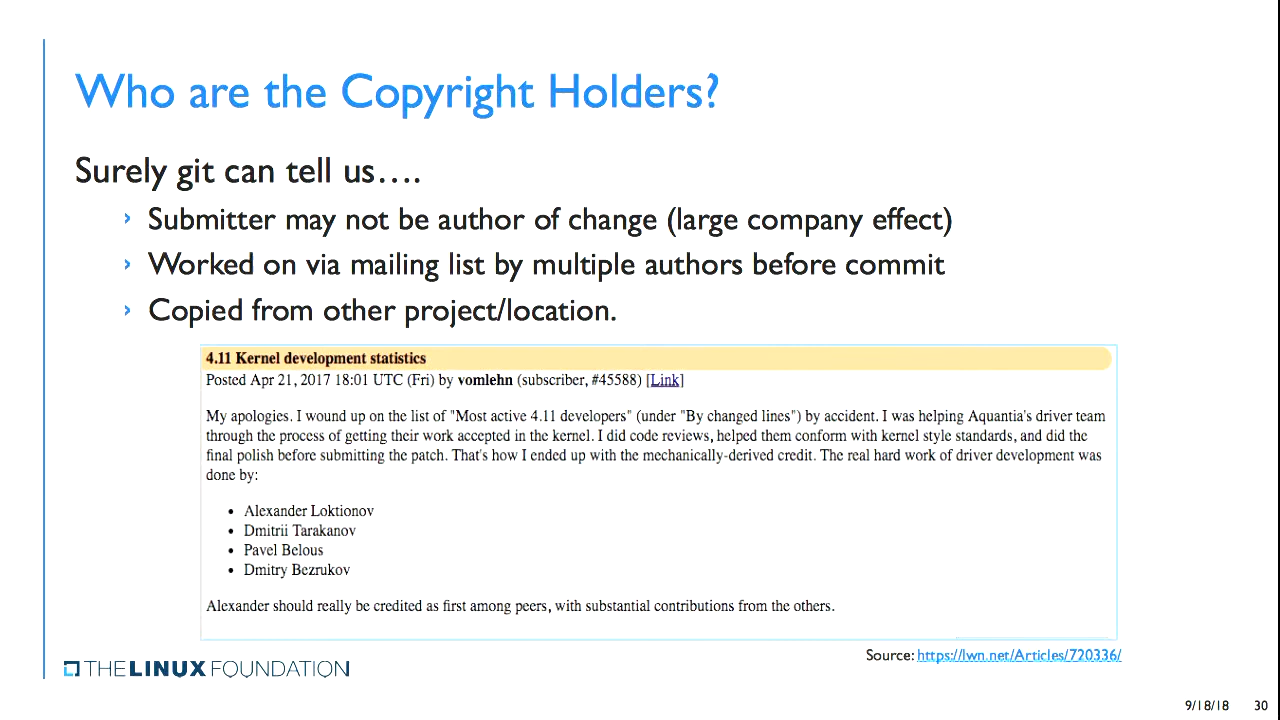 Who are the Copyright Holders?
Surely git can tell us….
› Submitter may not be author of change (large company effect)
› Worked on via mailing list by multiple authors before commit
› Copied from other project/location.
4.11 Kernel development statistics
Posted Apr 21, 2017 18:01 UTC (Fri) by vomlehn (subscriber, #45588) [Link]
My apologies. I wound up on the list of "Most active 4.11 developers" (under "By changed lines") by accident. I was helping Aquantia's driver team
through the process of getting their work accepted in the kernel. I did code reviews, helped them conform with kernel style standards, and did the
final polish before submitting the patch. That's how I ended up with the mechanically-derived credit. The real hard work of driver development was
done by:
• Alexander Loktionov
• Dmitrii Tarakanov
• Pavel Belous
• Dmitry Bezrukov
Alexander should really be credited as first among peers, with substantial contributions from the others.
Source: https://lwn.net/Articles/720336/
THE LINUX FOUNDATION
9/18/18 30